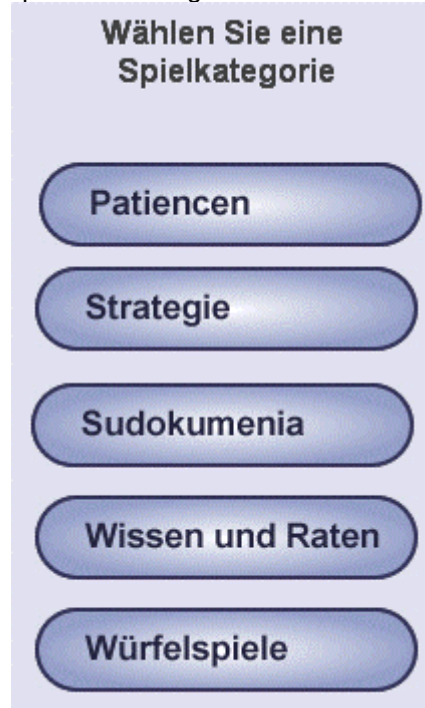 Wählen Sie eine
Spielkategorie
Patiencen
Strategie
Sudokumenia
Wissen und Raten
Würfelspiele